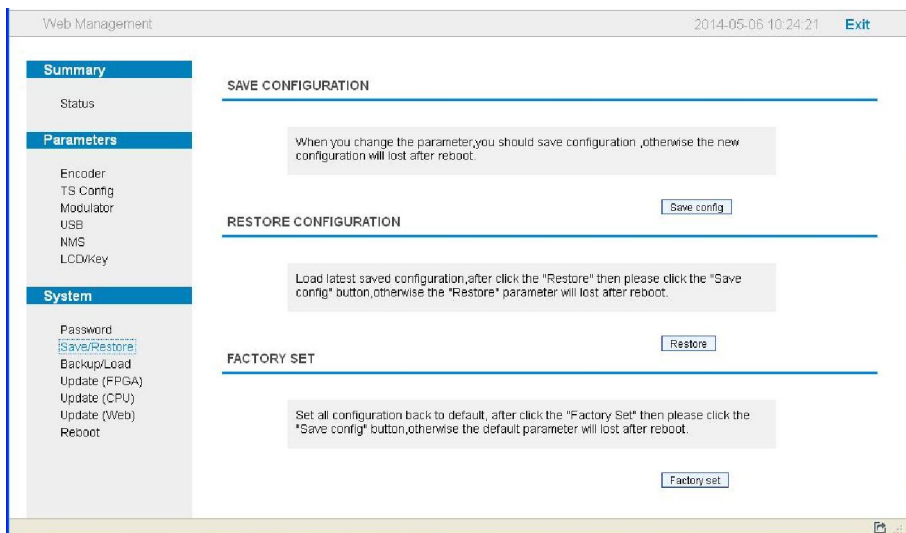 Web Management
2014-05-06 10:24:21 Exit
Summary
Status
Parameters
Encoder
TS Config
Modulator
USB
NMS
LCD/Key
System
Password
Save/Restore
Backup/Load
Update (FPGA)
Update (CPU)
Update (Web)
Reboot
SAVE CONFIGURATION
When you change the parameter,you should save configuration ,otherwise the new
configuration will lost after reboot.
Save config
RESTORE CONFIGURATION
Load latest saved configuration,after click the "Restore" then please click the "Save
config" button,otherwise the "Restore" parameter will lost after reboot.
Restore
FACTORY SET
Set all configuration back to default, after click the "Factory Set" then please click the
"Save config" button,otherwise the default parameter will lost after reboot.
Factory set